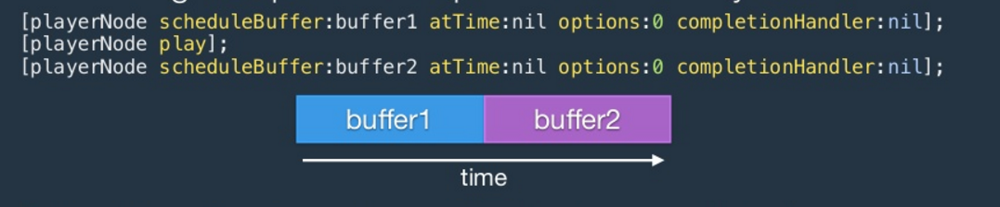 [playerNode scheduleBuffer:buffer1 atTime:nil options:0 completionHandler:nil];
[playerNode play];
[playerNode scheduleBuffer:buffer2 atTime:nil options:0 completionHandler:nil];
buffer1 buffer2
time